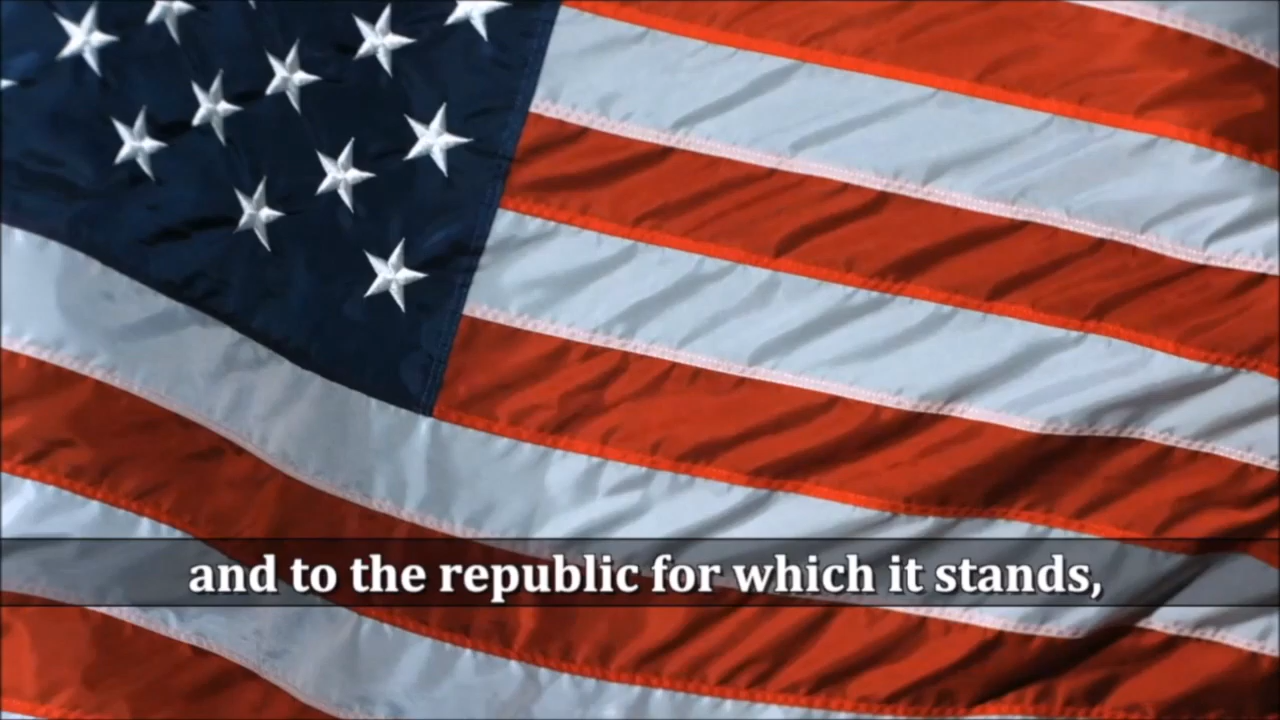 and to the republic for which it stands,